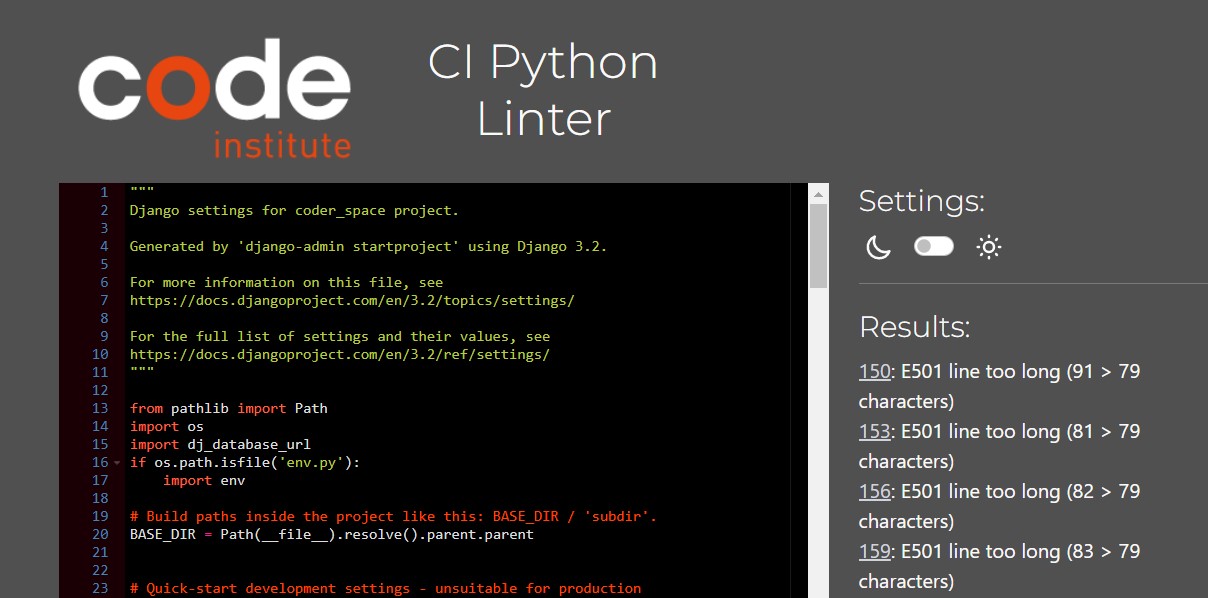 code
institute
CI Python
Linter
1 """
2 Django settings for coder_space project.
3
4 Generated by 'django-admin startproject' using Django 3.2.
5
6 For more information on this file, see
7 https://docs.djangoproject.com/en/3.2/topics/settings/
8
9 For the full list of settings and their values, see
10 https://docs.djangoproject.com/en/3.2/ref/settings/
11 """
12
13 from pathlib import Path
14 import os
15 import dj_database_url
16 if os.path.isfile('env.py'):
17     import env
18
19 # Build paths inside the project like this: BASE_DIR / 'subdir'.
20 BASE_DIR = Path(__file__).resolve().parent.parent
21
22
23 # Quick-start development settings - unsuitable for production
Settings:
Results:
150: E501 line too long (91 > 79
characters)
153: E501 line too long (81 > 79
characters)
156: E501 line too long (82 > 79
characters)
159: E501 line too long (83 > 79
characters)